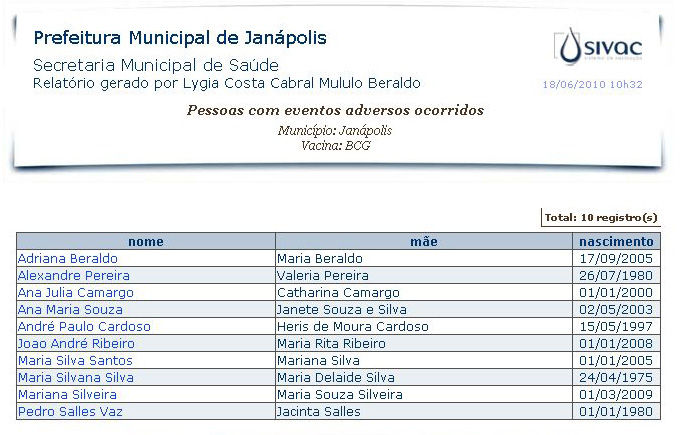 Prefeitura Municipal de Janápolis
SIVAC
Secretaria Municipal de Saúde
Relatório gerado por Lygia Costa Cabral Mululo Beraldo
18/06/2010 10h32
Pessoas com eventos adversos ocorridos
Município: Janápolis
Vacina: BCG
Total: 10 registro(s)
nome mãe nascimento
Adriana Beraldo Maria Beraldo 17/09/2005
Alexandre Pereira Valeria Pereira 26/07/1980
Ana Julia Camargo Catharina Camargo 01/01/2000
Ana Maria Souza Janete Souza e Silva 02/05/2003
André Paulo Cardoso Heris de Moura Cardoso 15/05/1997
Joao André Ribeiro Maria Rita Ribeiro 01/01/2008
Maria Silva Santos Mariana Silva 01/01/2005
Maria Silvana Silva Maria Delaide Silva 24/04/1975
Mariana Silveira Maria Souza Silveira 01/03/2009
Pedro Salles Vaz Jacinta Salles 01/01/1980